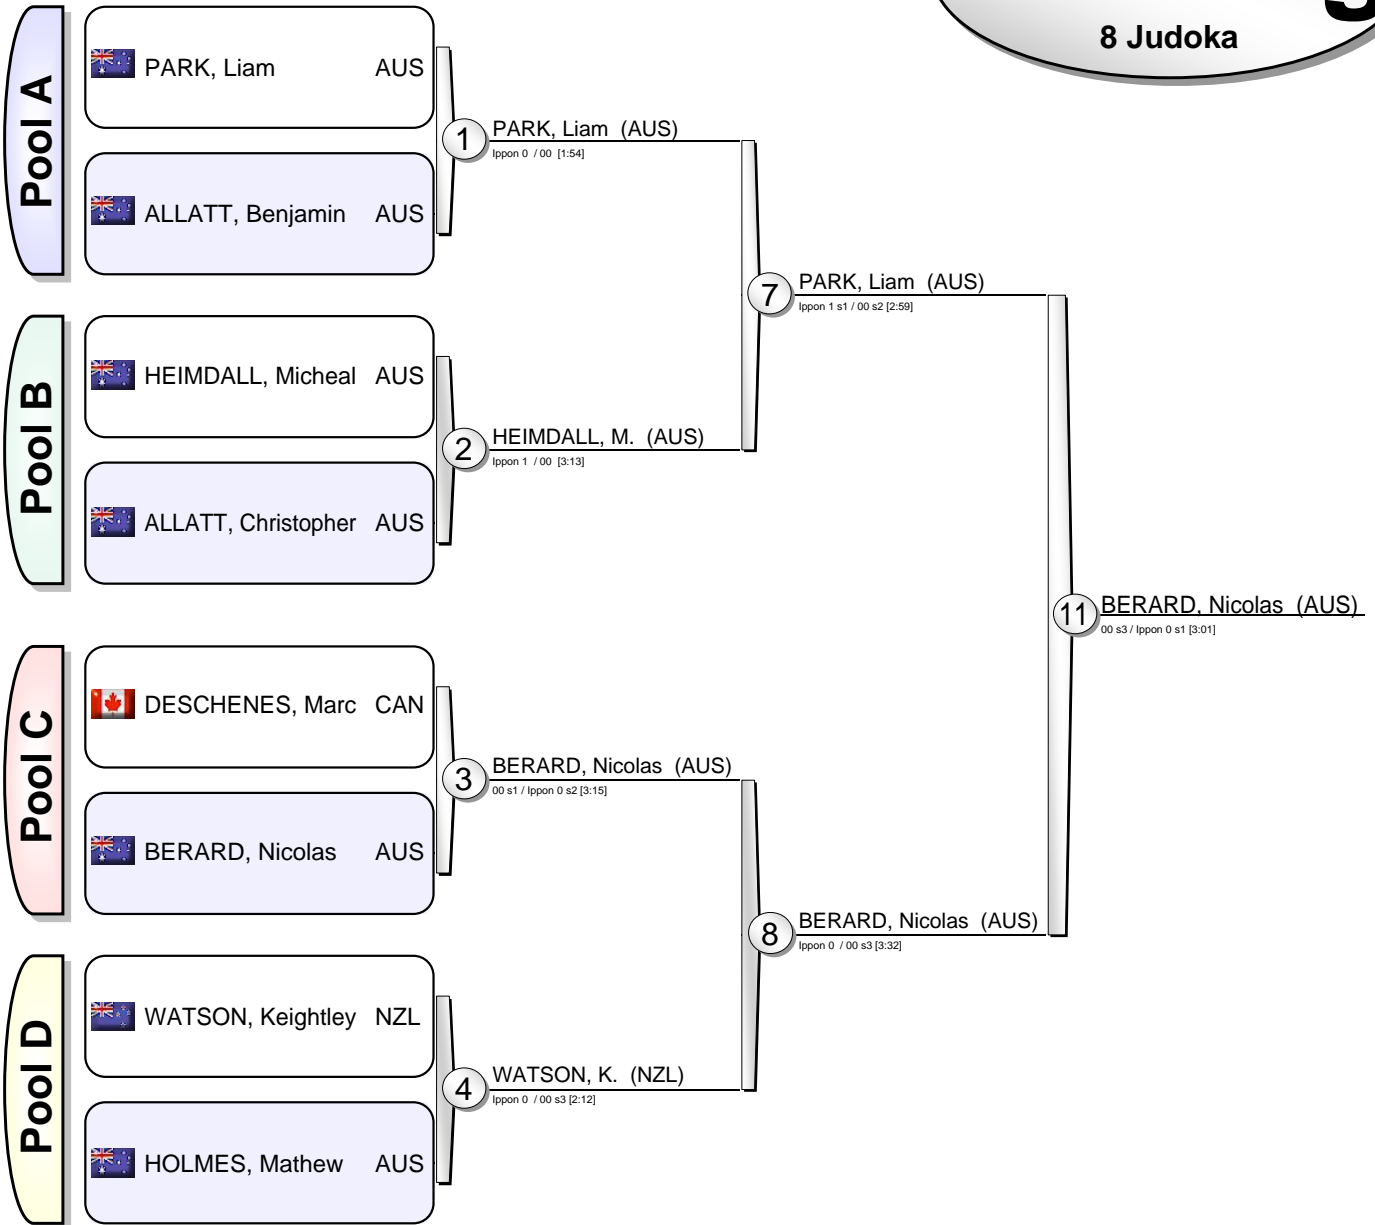 8 Judoka
Pool A
PARK, Liam AUS
ALLATT, Benjamin AUS
1
PARK, Liam (AUS)
Ippon 0 / 00 [1:54]
7
PARK, Liam (AUS)
Ippon 1 s1 / 00 s2 [2:59]
Pool B
HEIMDALL, Micheal AUS
ALLATT, Christopher AUS
2
HEIMDALL, M. (AUS)
Ippon 1 / 00 [3:13]
11
BERARD, Nicolas (AUS)
00 s3 / Ippon 0 s1 [3:01]
Pool C
DESCHENES, Marc CAN
BERARD, Nicolas AUS
3
BERARD, Nicolas (AUS)
00 s1 / Ippon 0 s2 [3:15]
8
BERARD, Nicolas (AUS)
Ippon 0 / 00 s3 [3:32]
Pool D
WATSON, Keightley NZL
HOLMES, Mathew AUS
4
WATSON, K. (NZL)
Ippon 0 / 00 s3 [2:12]